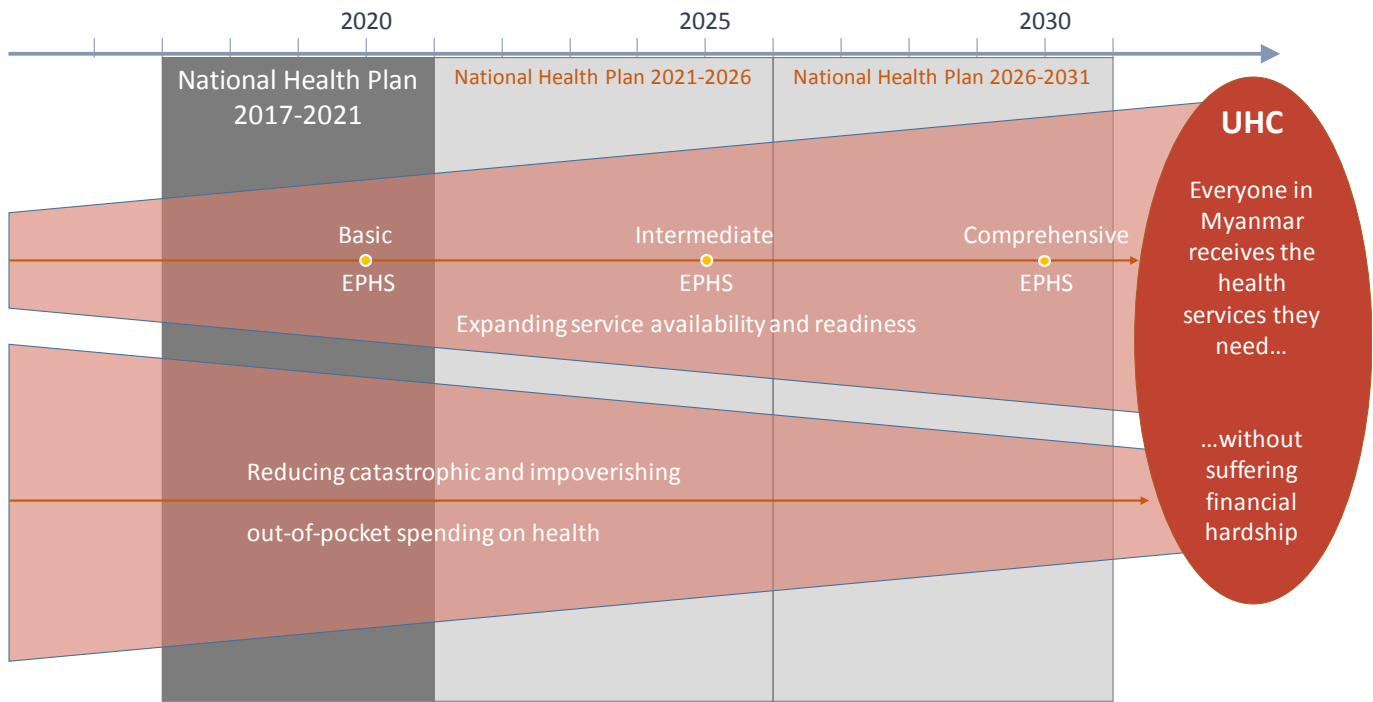 2020
2025
2030
National Health Plan
2017-2021
National Health Plan 2021-2026
National Health Plan 2026-2031
Basic
EPHS
Intermediate
EPHS
Comprehensive
EPHS
Expanding service availability and readiness
Reducing catastrophic and impoverishing
out-of-pocket spending on health
UHC
Everyone in
Myanmar
receives the
health
services they
need…
…without
suffering
financial
hardship